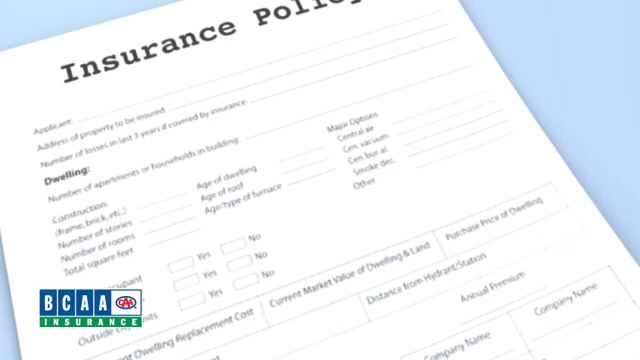 Insurance Policy
Applicant:
Address of property to be insured:
Number of losses in last 3 years if covered by insurance:
Dwelling:
Number of apartments or households in building
Construction:
(frame, brick, etc.)
Number of stories
Number of rooms
Total square feet
Age of dwelling
Age of roof
Age/type of furnace
Major Options
Central air
Cen. vacuum
Cen. bur al.
Smoke dec.
Other
Yes No
Yes No
Yes No
Outside
Dwelling Replacement Cost
Current Market Value of Dwelling & Land
Purchase Price of Dwelling
Distance from Hydrant/Station
Annual Premium
Company Name
Company Name
BCAA CAA
INSURANCE